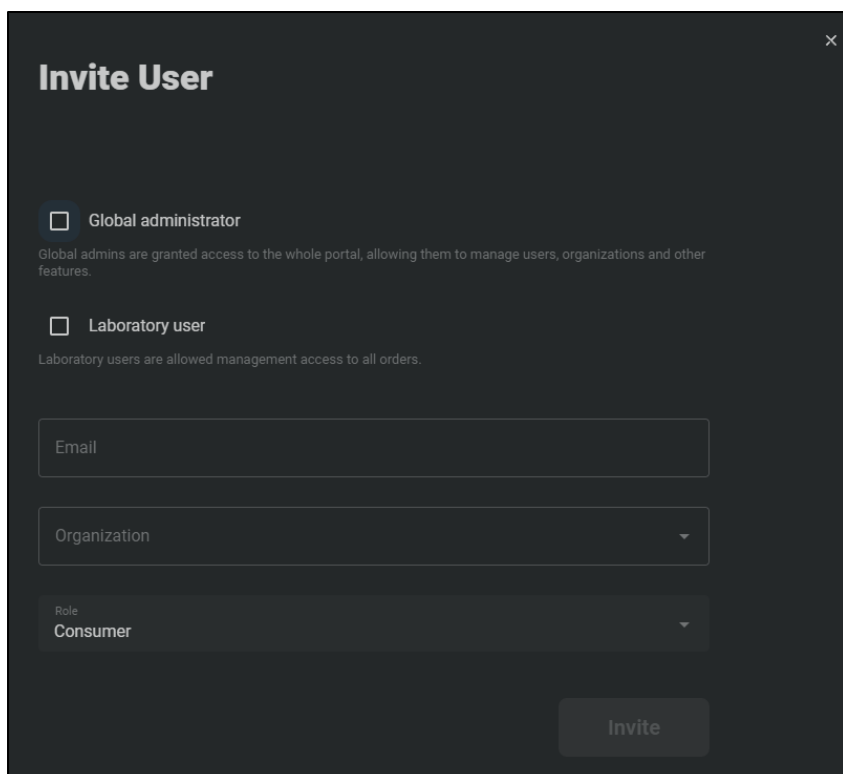 Invite User
Global administrator
Global admins are granted access to the whole portal, allowing them to manage users, organizations and other
features.
Laboratory user
Laboratory users are allowed management access to all orders.
Email
Organization
Role
Consumer
Invite